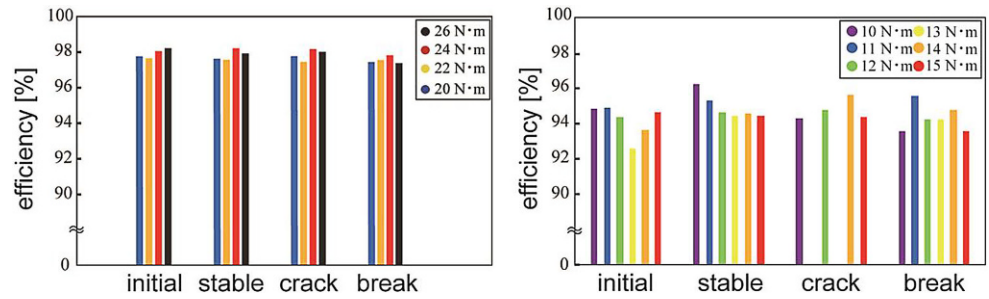 efficiency [%]
100
98
96
94
92
90
0
26 N·m
24 N·m
22 N·m
20 N·m
initial stable crack break
efficiency [%]
100
98
96
94
92
90
0
10 N·m 13 N·m
11 N·m 14 N·m
12 N·m 15 N·m
initial stable crack break